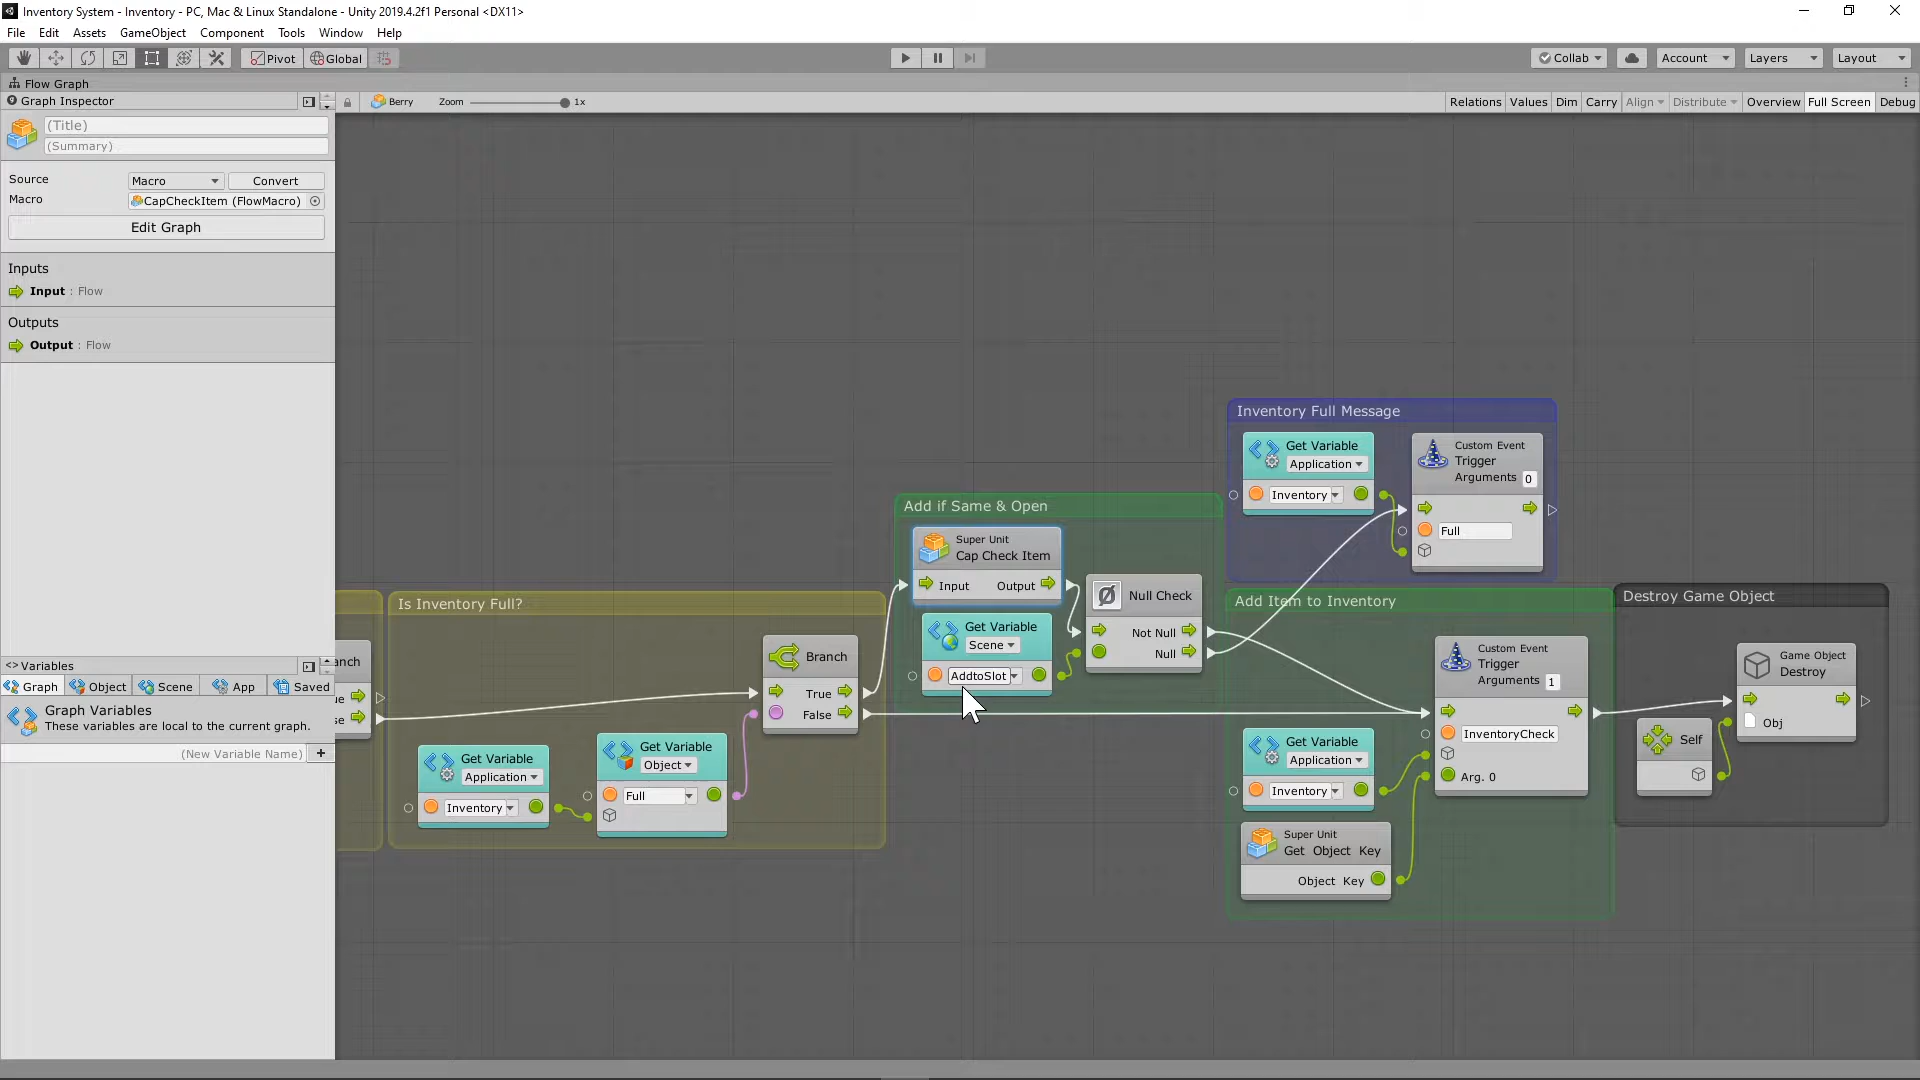 Inventory System - Inventory - PC, Mac & Linux Standalone - Unity 2019.4.2f1 Personal <DX11>
File Edit Assets GameObject Component Tools Window Help
Pivot Global Collab Account Layers Layout
Flow Graph
Graph Inspector
Berry Zoom 1x Relations Values Dim Carry Align Distribute Overview Full Screen Debug
(Title)
(Summary)
Source Macro Convert
Macro CapCheckItem (FlowMacro)
Edit Graph
Inputs
Input : Flow
Outputs
Output : Flow
<> Variables
Graph Object Scene App Saved
Graph Variables
These variables are local to the current graph.
(New Variable Name) +
Is Inventory Full?
Get Variable
Application
Inventory
Get Variable
Object
Full
Branch
True
False
Add if Same & Open
Super Unit
Cap Check Item
Input Output
Get Variable
Scene
AddtoSlot
Null Check
Not Null
Null
Inventory Full Message
Get Variable
Application
Inventory
Custom Event
Trigger
Arguments 0
Full
Add Item to Inventory
Get Variable
Application
Inventory
Super Unit
Get Object Key
Object Key
Custom Event
Trigger
Arguments 1
InventoryCheck
Arg. 0
Destroy Game Object
Self
Game Object
Destroy
Obj